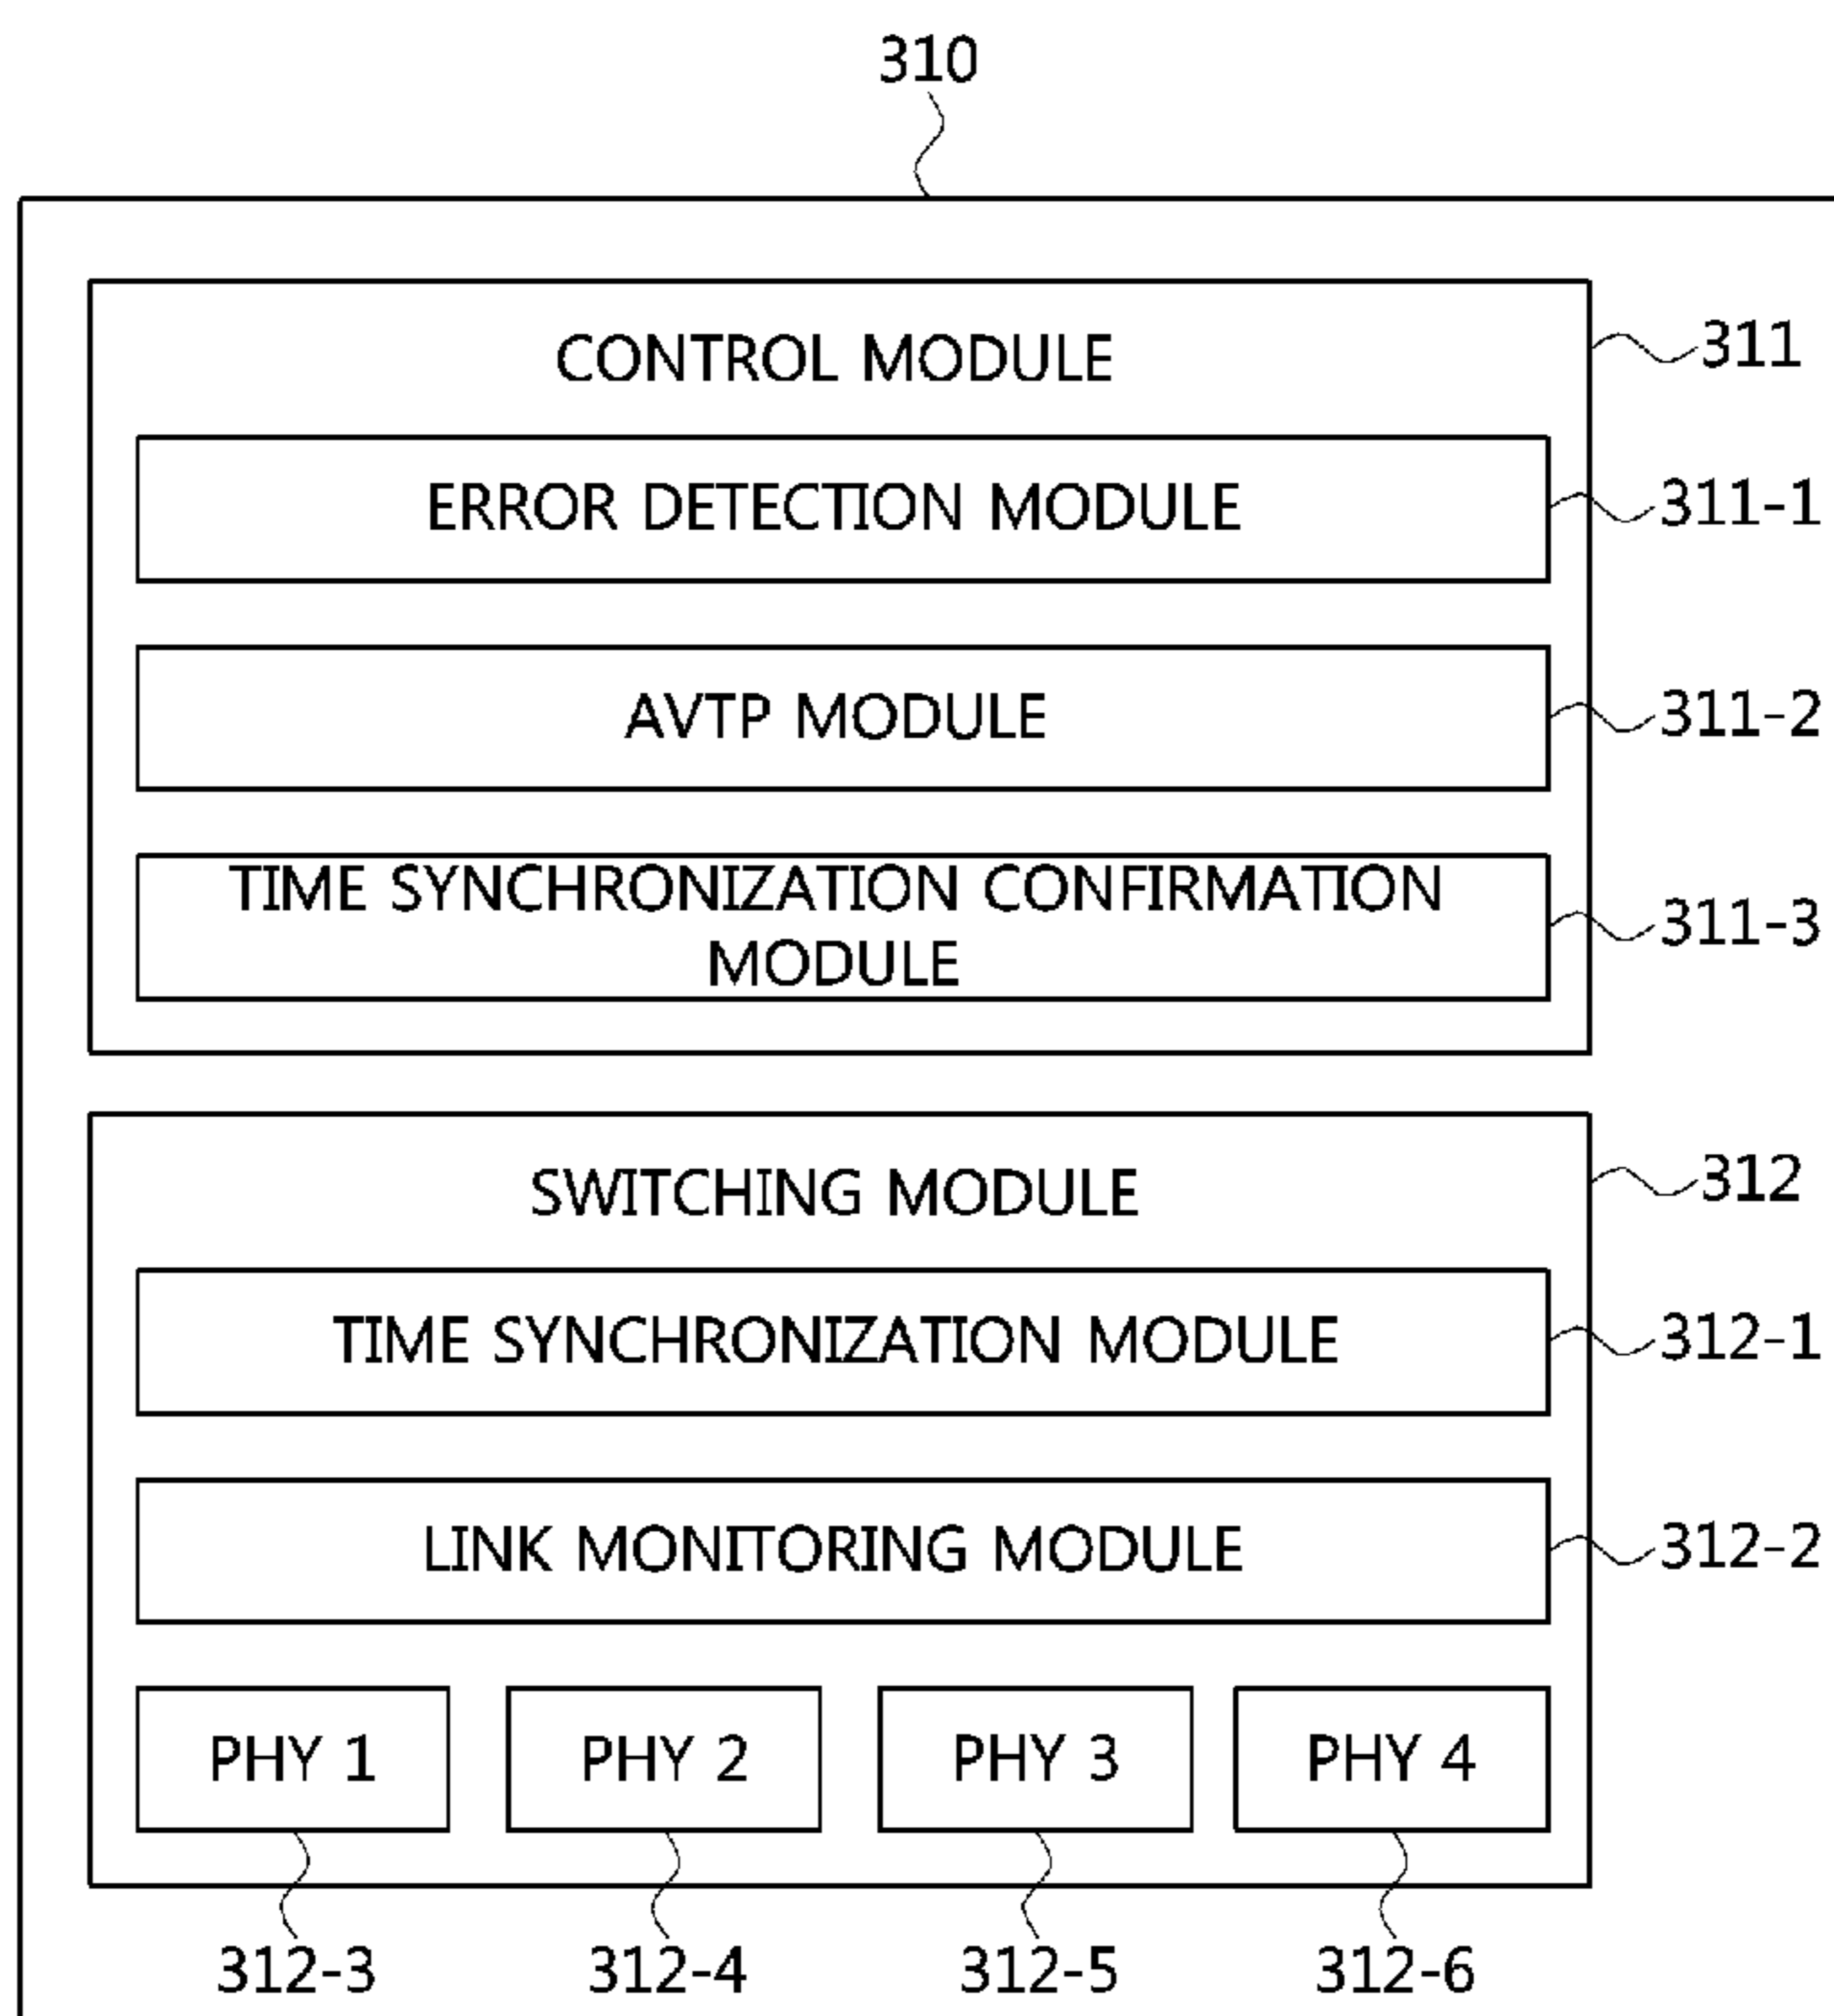 310
CONTROL MODULE
311
ERROR DETECTION MODULE
311-1
AVTP MODULE
311-2
TIME SYNCHRONIZATION CONFIRMATION
MODULE
311-3
SWITCHING MODULE
312
TIME SYNCHRONIZATION MODULE
312-1
LINK MONITORING MODULE
312-2
PHY 1
PHY 2
PHY 3
PHY 4
312-3
312-4
312-5
312-6